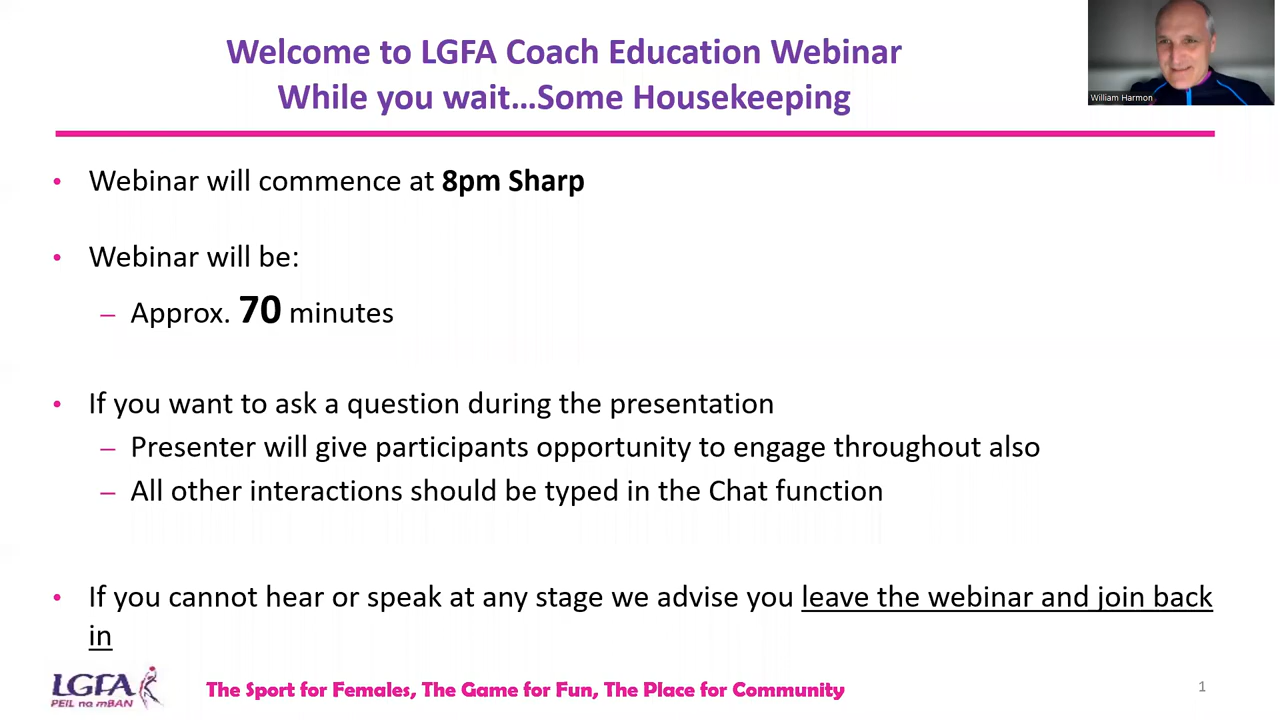 Welcome to LGFA Coach Education Webinar
While you wait...Some Housekeeping
William Harmon
• Webinar will commence at 8pm Sharp
• Webinar will be:
– Approx. 70 minutes
• If you want to ask a question during the presentation
– Presenter will give participants opportunity to engage throughout also
– All other interactions should be typed in the Chat function
• If you cannot hear or speak at any stage we advise you leave the webinar and join back
in
LGFA
PEIL na mBAN
The Sport for Females, The Game for Fun, The Place for Community
1